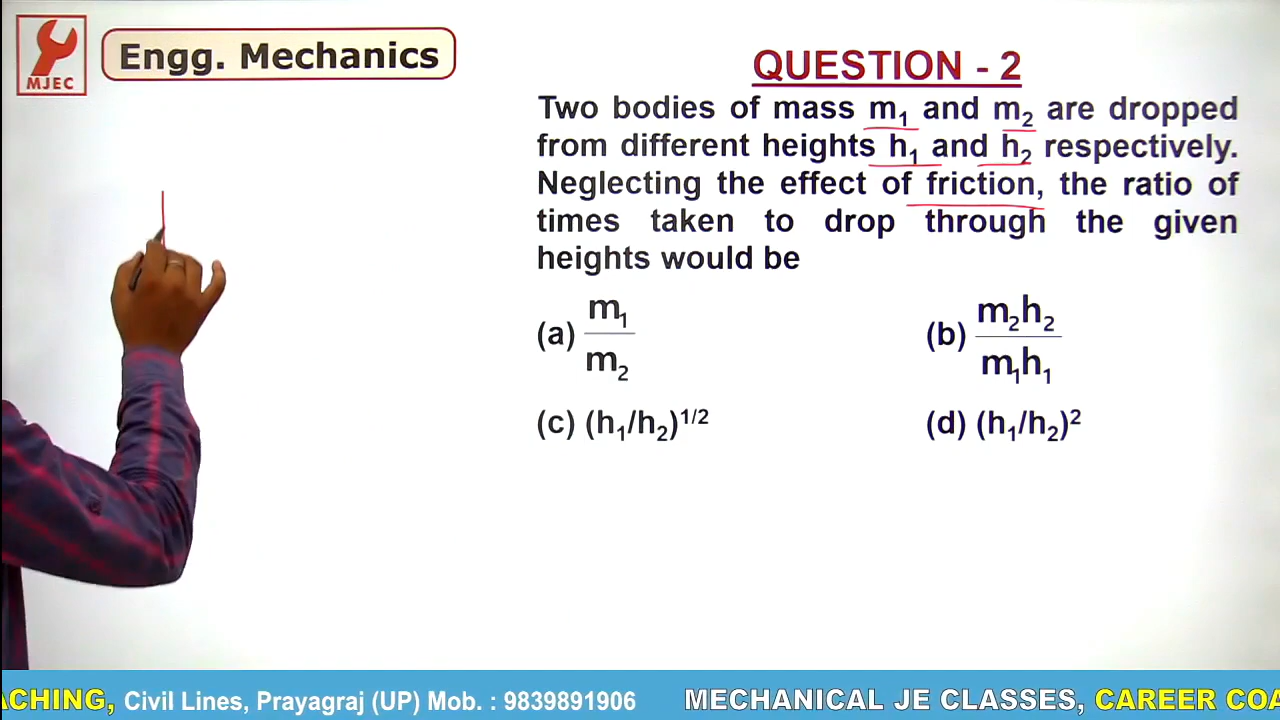 MJEC
Engg. Mechanics
QUESTION - 2
Two bodies of mass m₁ and m₂ are dropped
from different heights h₁ and h₂ respectively.
Neglecting the effect of friction, the ratio of
times taken to drop through the given
heights would be
(a) m₁/m₂
(b) m₂h₂/m₁h₁
(c) (h₁/h₂)^1/2
(d) (h₁/h₂)²
ACHING, Civil Lines, Prayagraj (UP) Mob. : 9839891906 MECHANICAL JE CLASSES, CAREER COA